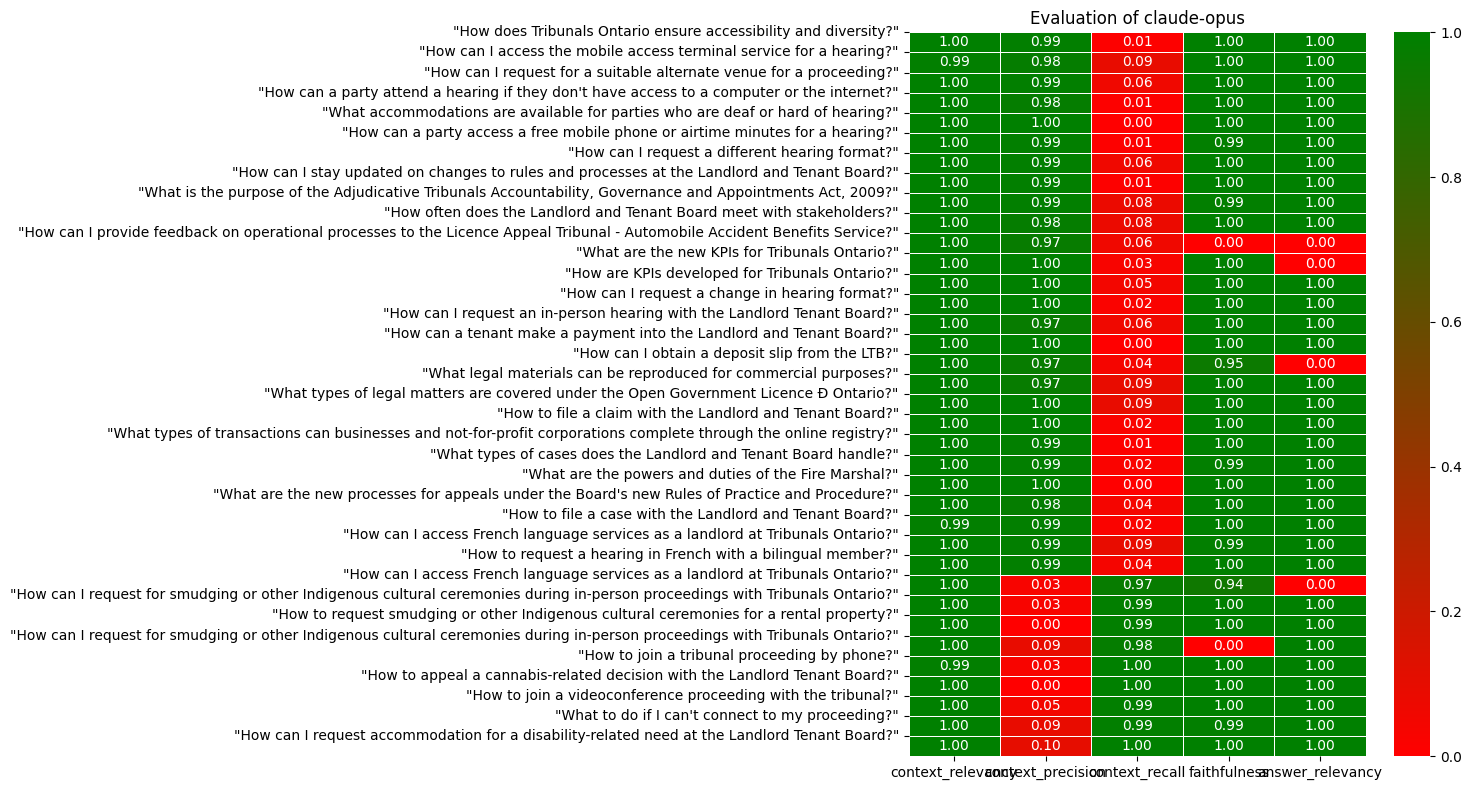 Evaluation of claude-opus
"How does Tribunals Ontario ensure accessibility and diversity?"
1.00 0.99 0.01 1.00 1.00
"How can I access the mobile access terminal service for a hearing?"
0.99 0.98 0.09 1.00 1.00
"How can I request for a suitable alternate venue for a proceeding?"
1.00 0.99 0.06 1.00 1.00
"How can a party attend a hearing if they don't have access to a computer or the internet?"
1.00 0.98 0.01 1.00 1.00
"What accommodations are available for parties who are deaf or hard of hearing?"
1.00 1.00 0.00 1.00 1.00
"How can a party access a free mobile phone or airtime minutes for a hearing?"
1.00 0.99 0.01 0.99 1.00
"How can I request a different hearing format?"
1.00 0.99 0.06 1.00 1.00
"How can I stay updated on changes to rules and processes at the Landlord and Tenant Board?"
1.00 0.99 0.01 1.00 1.00
"What is the purpose of the Adjudicative Tribunals Accountability, Governance and Appointments Act, 2009?"
1.00 0.99 0.08 0.99 1.00
"How often does the Landlord and Tenant Board meet with stakeholders?"
1.00 0.98 0.08 1.00 1.00
"How can I provide feedback on operational processes to the Licence Appeal Tribunal - Automobile Accident Benefits Service?"
1.00 0.97 0.06 0.00 0.00
"What are the new KPIs for Tribunals Ontario?"
1.00 1.00 0.03 1.00 0.00
"How are KPIs developed for Tribunals Ontario?"
1.00 1.00 0.05 1.00 1.00
"How can I request a change in hearing format?"
1.00 1.00 0.02 1.00 1.00
"How can I request an in-person hearing with the Landlord Tenant Board?"
1.00 0.97 0.06 1.00 1.00
"How can a tenant make a payment into the Landlord and Tenant Board?"
1.00 1.00 0.00 1.00 1.00
"How can I obtain a deposit slip from the LTB?"
1.00 0.97 0.04 0.95 0.00
"What legal materials can be reproduced for commercial purposes?"
1.00 0.97 0.09 1.00 1.00
"What types of legal matters are covered under the Open Government Licence Ð Ontario?"
1.00 1.00 0.09 1.00 1.00
"How to file a claim with the Landlord and Tenant Board?"
1.00 1.00 0.02 1.00 1.00
"What types of transactions can businesses and not-for-profit corporations complete through the online registry?"
1.00 0.99 0.01 1.00 1.00
"What types of cases does the Landlord and Tenant Board handle?"
1.00 0.99 0.02 0.99 1.00
"What are the powers and duties of the Fire Marshal?"
1.00 1.00 0.00 1.00 1.00
"What are the new processes for appeals under the Board's new Rules of Practice and Procedure?"
1.00 0.98 0.04 1.00 1.00
"How to file a case with the Landlord and Tenant Board?"
0.99 0.99 0.02 1.00 1.00
"How can I access French language services as a landlord at Tribunals Ontario?"
1.00 0.99 0.09 0.99 1.00
"How to request a hearing in French with a bilingual member?"
1.00 0.99 0.04 1.00 1.00
"How can I access French language services as a landlord at Tribunals Ontario?"
1.00 0.03 0.97 0.94 0.00
"How can I request for smudging or other Indigenous cultural ceremonies during in-person proceedings with Tribunals Ontario?"
1.00 0.03 0.99 1.00 1.00
"How to request smudging or other Indigenous cultural ceremonies for a rental property?"
1.00 0.00 0.99 1.00 1.00
"How can I request for smudging or other Indigenous cultural ceremonies during in-person proceedings with Tribunals Ontario?"
1.00 0.09 0.98 0.00 1.00
"How to join a tribunal proceeding by phone?"
0.99 0.03 1.00 1.00 1.00
"How to appeal a cannabis-related decision with the Landlord Tenant Board?"
1.00 0.00 1.00 1.00 1.00
"How to join a videoconference proceeding with the tribunal?"
1.00 0.05 0.99 1.00 1.00
"What to do if I can't connect to my proceeding?"
1.00 0.09 0.99 0.99 1.00
"How can I request accommodation for a disability-related need at the Landlord Tenant Board?"
1.00 0.10 1.00 1.00 1.00
context_relevancy context_precision context_recall faithfulness answer_relevancy
1.0
0.8
0.6
0.4
0.2
0.0